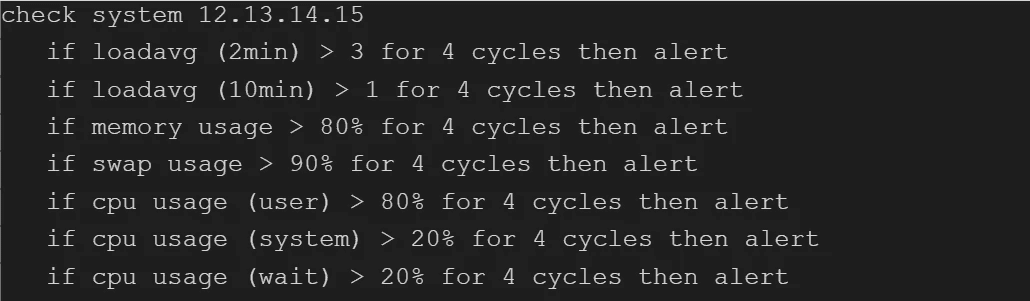 check system 12.13.14.15
if loadavg (2min) > 3 for 4 cycles then alert
if loadavg (10min) > 1 for 4 cycles then alert
if memory usage > 80% for 4 cycles then alert
if swap usage > 90% for 4 cycles then alert
if cpu usage (user) > 80% for 4 cycles then alert
if cpu usage (system) > 20% for 4 cycles then alert
if cpu usage (wait) > 20% for 4 cycles then alert